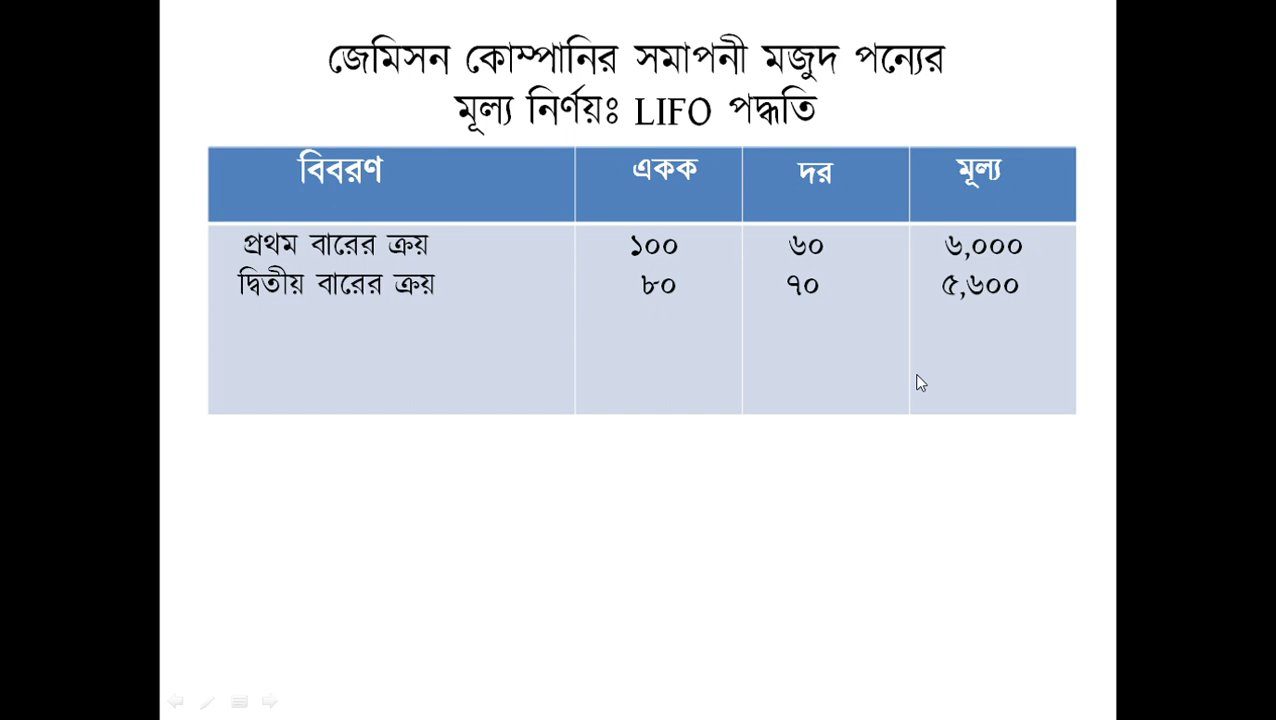 জেমিসন কোম্পানির সমাপনী মজুদ পন্যের
মূল্য নির্ণয়ঃ LIFO পদ্ধতি
বিবরণ একক দর মূল্য
প্রথম বারের ক্রয় ১০০ ৬০ ৬,০০০
দ্বিতীয় বারের ক্রয় ৮০ ৭০ ৫,৬০০